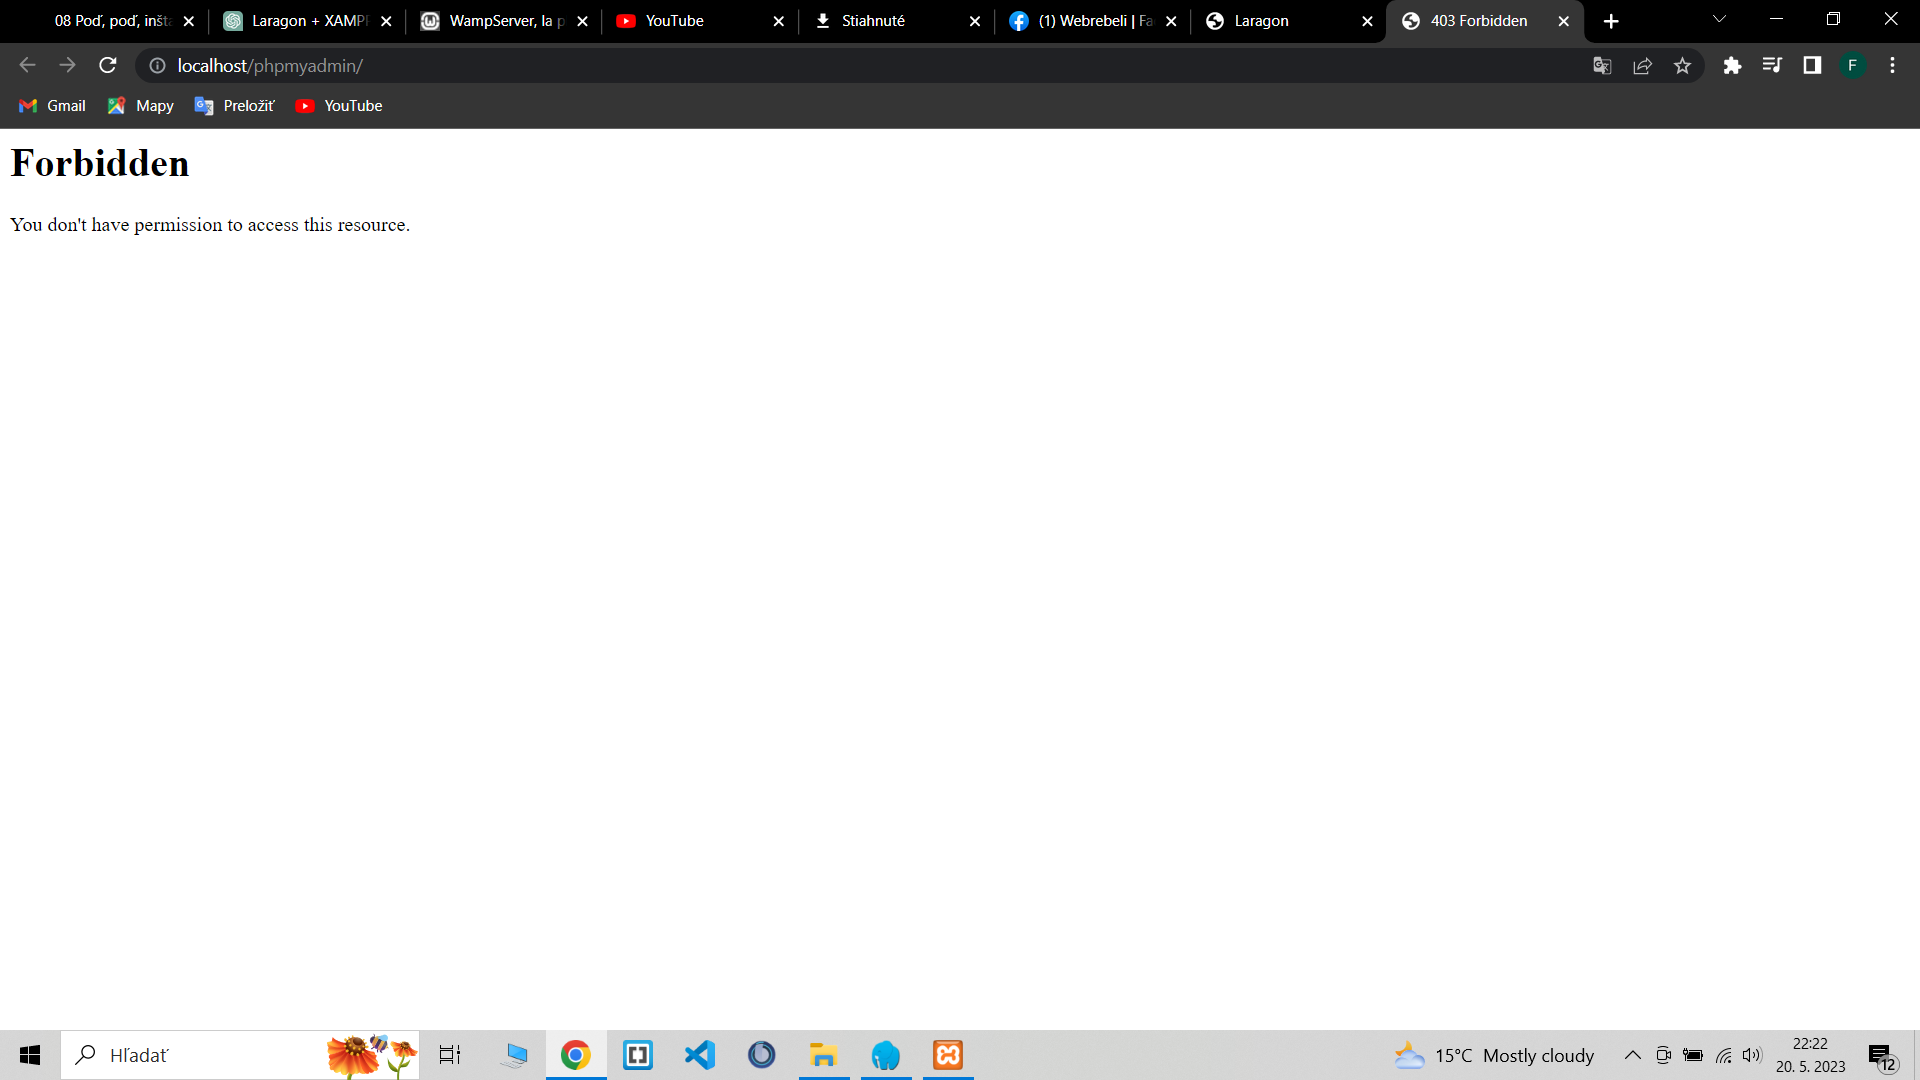 08 Poď, poď, inšta
Laragon + XAMPP
WampServer, la p
YouTube
Stiahnuté
(1) Webrebeli | Fa
Laragon
403 Forbidden
localhost/phpmyadmin/
F
Gmail
Mapy
Preložiť
YouTube
Forbidden
You don't have permission to access this resource.
Hľadať
15°C Mostly cloudy
22:22
20. 5. 2023
12